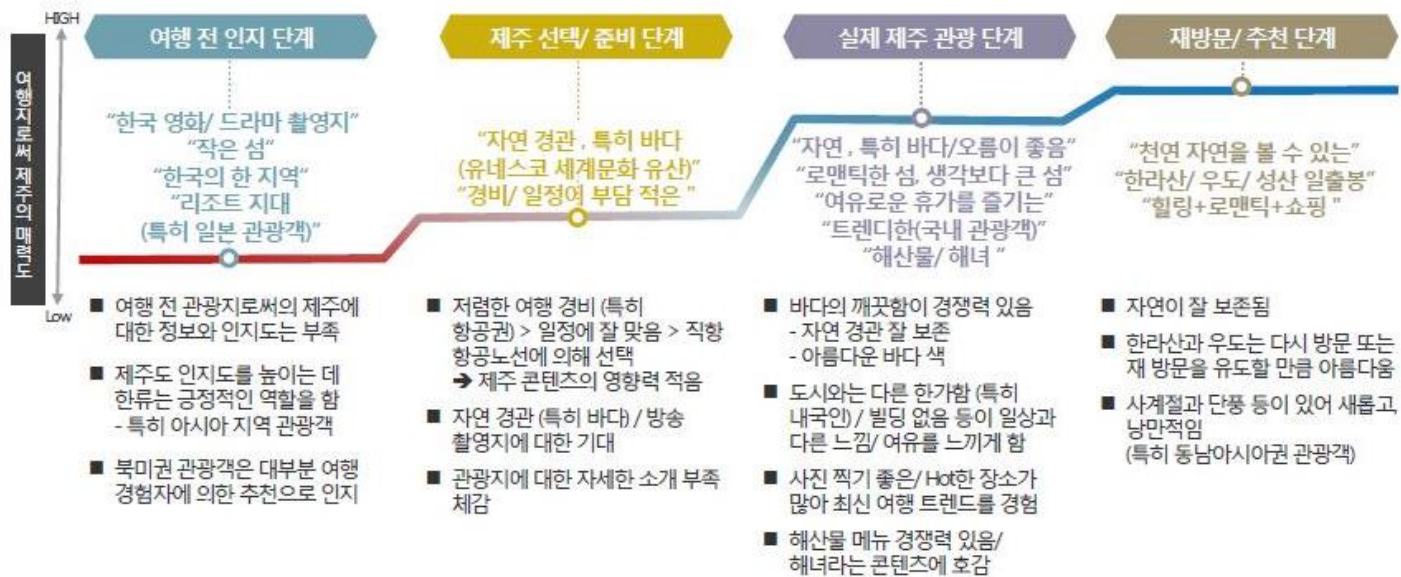 HIGH
여행지로써 제주의 매력도
Low
여행 전 인지 단계
"한국 영화/ 드라마 촬영지"
"작은 섬"
"한국의 한 지역"
"리조트 지대
(특히 일본 관광객)"
■ 여행 전 관광지로써의 제주에
대한 정보와 인지도는 부족
■ 제주도 인지도를 높이는 데
한류는 긍정적인 역할을 함
- 특히 아시아 지역 관광객
■ 북미권 관광객은 대부분 여행
경험자에 의한 추천으로 인지
제주 선택/ 준비 단계
"자연 경관 , 특히 바다
(유네스코 세계문화 유산)"
"경비/ 일정에 부담 적은 "
■ 저렴한 여행 경비 (특히
항공권) > 일정에 잘 맞음 > 직항
항공노선에 의해 선택
➔ 제주 콘텐츠의 영향력 적음
■ 자연 경관 (특히 바다) / 방송
촬영지에 대한 기대
■ 관광지에 대한 자세한 소개 부족
체감
실제 제주 관광 단계
"자연 , 특히 바다/오름이 좋음"
"로맨틱한 섬, 생각보다 큰 섬"
"여유로운 휴가를 즐기는"
"트렌디한(국내 관광객)"
"해산물/ 해녀 "
■ 바다의 깨끗함이 경쟁력 있음
- 자연 경관 잘 보존
- 아름다운 바다 색
■ 도시와는 다른 한가함 (특히
내국인) / 빌딩 없음 등이 일상과
다른 느낌/ 여유를 느끼게 함
■ 사진 찍기 좋은/ Hot한 장소가
많아 최신 여행 트렌드를 경험
■ 해산물 메뉴 경쟁력 있음/
해녀라는 콘텐츠에 호감
재방문/ 추천 단계
"천연 자연을 볼 수 있는"
"한라산/ 우도/ 성산 일출봉"
"힐링+로맨틱+쇼핑 "
■ 자연이 잘 보존됨
■ 한라산과 우도는 다시 방문 또는
재 방문을 유도할 만큼 아름다움
■ 사계절과 단풍 등이 있어 새롭고,
낭만적임
(특히 동남아시아권 관광객)